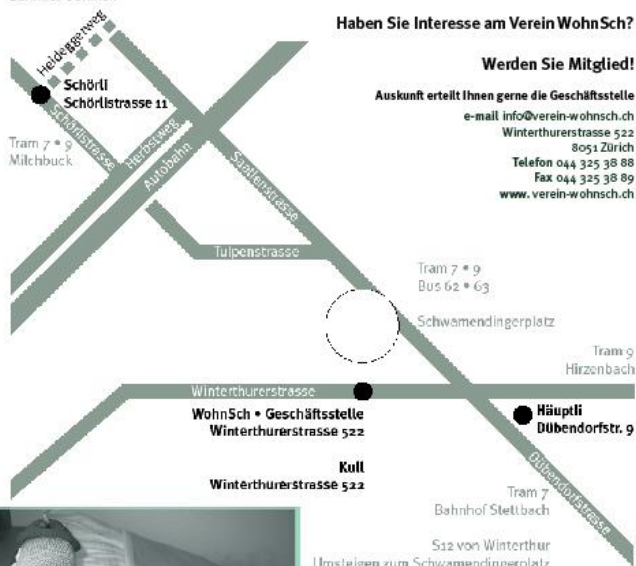 Haben Sie Interesse am Verein WohnSch?
Werden Sie Mitglied!
Auskunft erteilt Ihnen gerne die Geschäftsstelle
e-mail info@verein-wohnsch.ch
Winterthurerstrasse 522
8051 Zürich
Telefon 044 325 38 88
Fax 044 325 38 89
www.verein-wohnsch.ch
Heideggerweg
Schörli
Schörlistrasse 11
Schörlistrasse
Tram 7 • 9
Milchbuck
Herbstweg
Autobahn
Saatlenstrasse
Tulpenstrasse
Tram 7 • 9
Bus 62 • 63
Schwamendingerplatz
Tram 9
Hirzenbach
Winterthurerstrasse
WohnSch • Geschäftsstelle
Winterthurerstrasse 522
Häuptli
Dübendorfstr. 9
Kull
Winterthurerstrasse 522
Dübendorfstrasse
Tram 7
Bahnhof Stettbach
S12 von Winterthur
Umsteigen zum Schwamendingerplatz